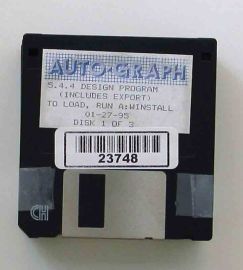 AUTO-GRAPH
5.4.4 DESIGN PROGRAM
(INCLUDES EXPORT)
TO LOAD, RUN A:WINSTALL
01-27-95
DISK 1 OF 3
23748
CH